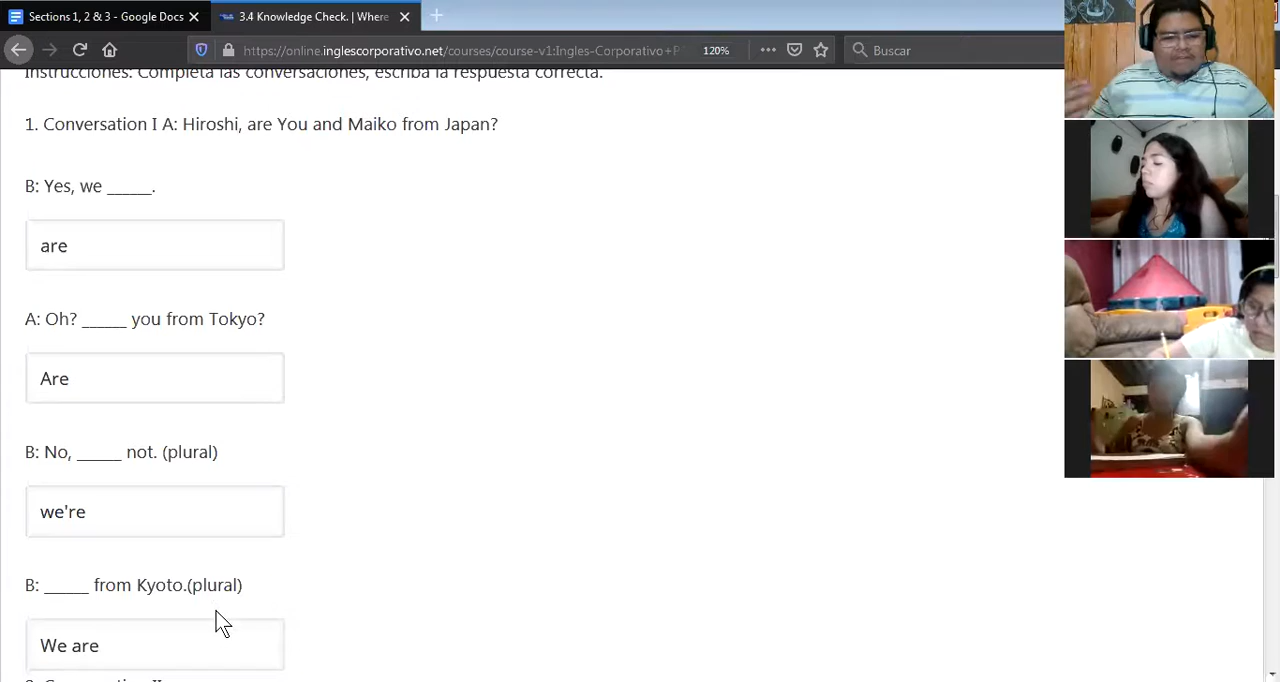 Sections 1, 2 & 3 - Google Docs
3.4 Knowledge Check. | Where
https://online.inglescorporativo.net/courses/course-v1:Ingles-Corporativo+P
120%
Buscar
Instrucciones: Completa las conversaciones, escriba la respuesta correcta.
1. Conversation I A: Hiroshi, are You and Maiko from Japan?
B: Yes, we _____.
are
A: Oh? _____ you from Tokyo?
Are
B: No, _____ not. (plural)
we're
B: _____ from Kyoto.(plural)
We are